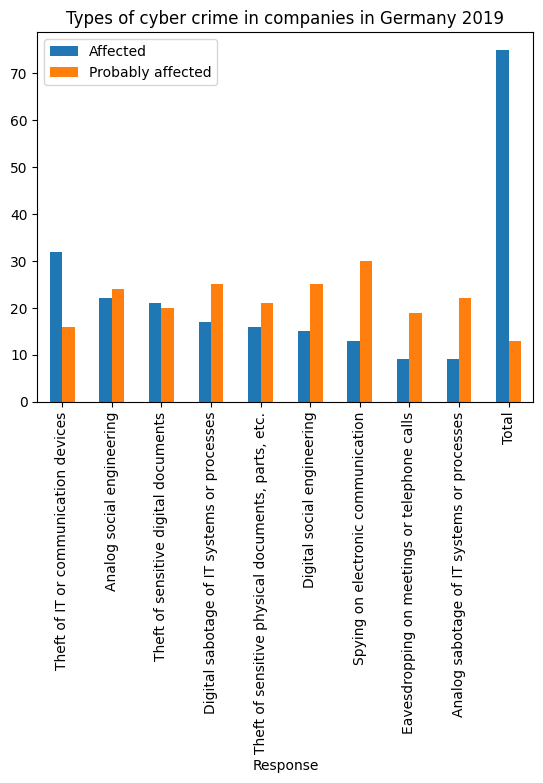 Types of cyber crime in companies in Germany 2019
Affected
Probably affected
70
60
50
40
30
20
10
0
Theft of IT or communication devices
Analog social engineering
Theft of sensitive digital documents
Digital sabotage of IT systems or processes
Theft of sensitive physical documents, parts, etc.
Digital social engineering
Spying on electronic communication
Eavesdropping on meetings or telephone calls
Analog sabotage of IT systems or processes
Total
Response